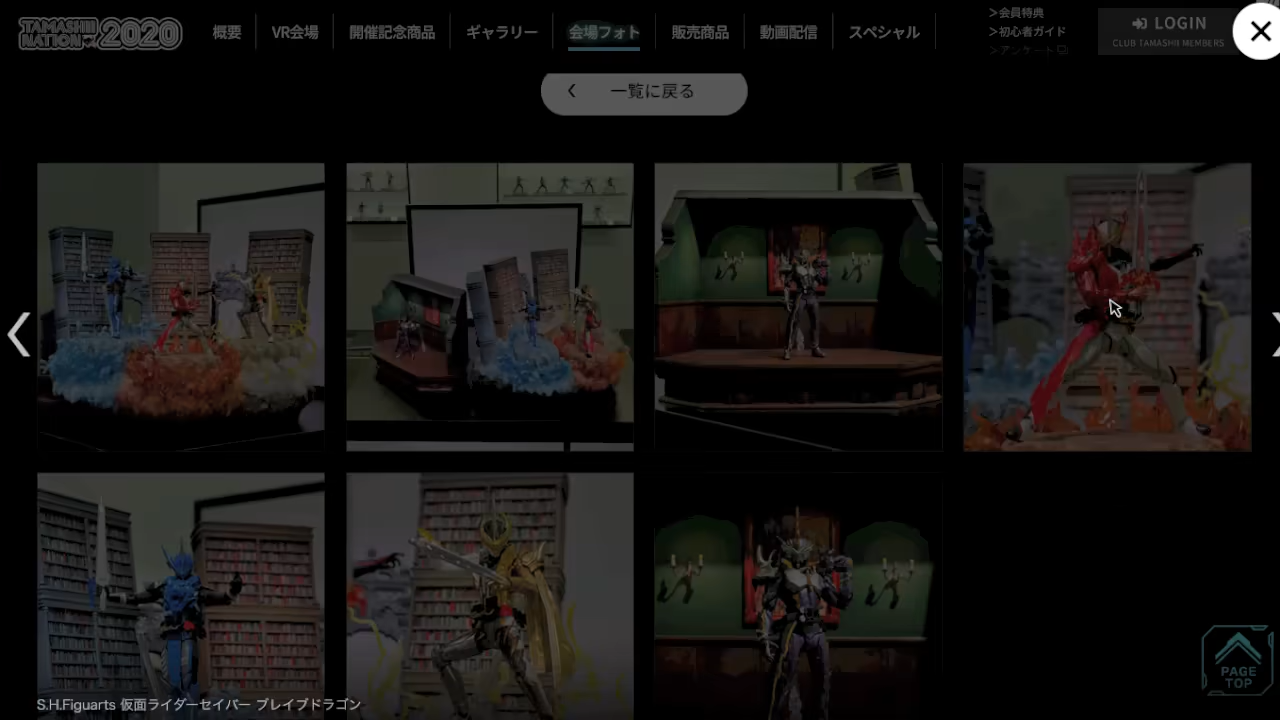 TAMASHII NATION 2020
概要
VR会場
開催記念商品
ギャラリー
会場フォト
販売商品
動画配信
スペシャル
>会員特典
>初心者ガイド
>アンケート
LOGIN
CLUB TAMASHII MEMBERS
一覧に戻る
PAGE
TOP
S.H.Figuarts 仮面ライダーセイバー ブレイブドラゴン